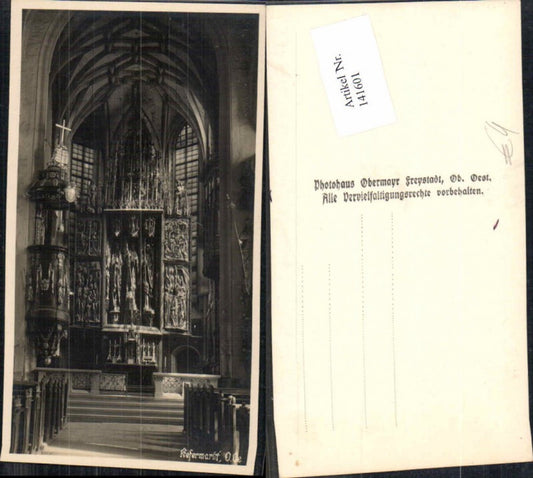 Kefermarkt, O.Oe
Artikel Nr.
141601
Photohaus Obermayr Freystadt, Ob. Oest.
Alle Vervielfältigungsrechte vorbehalten.